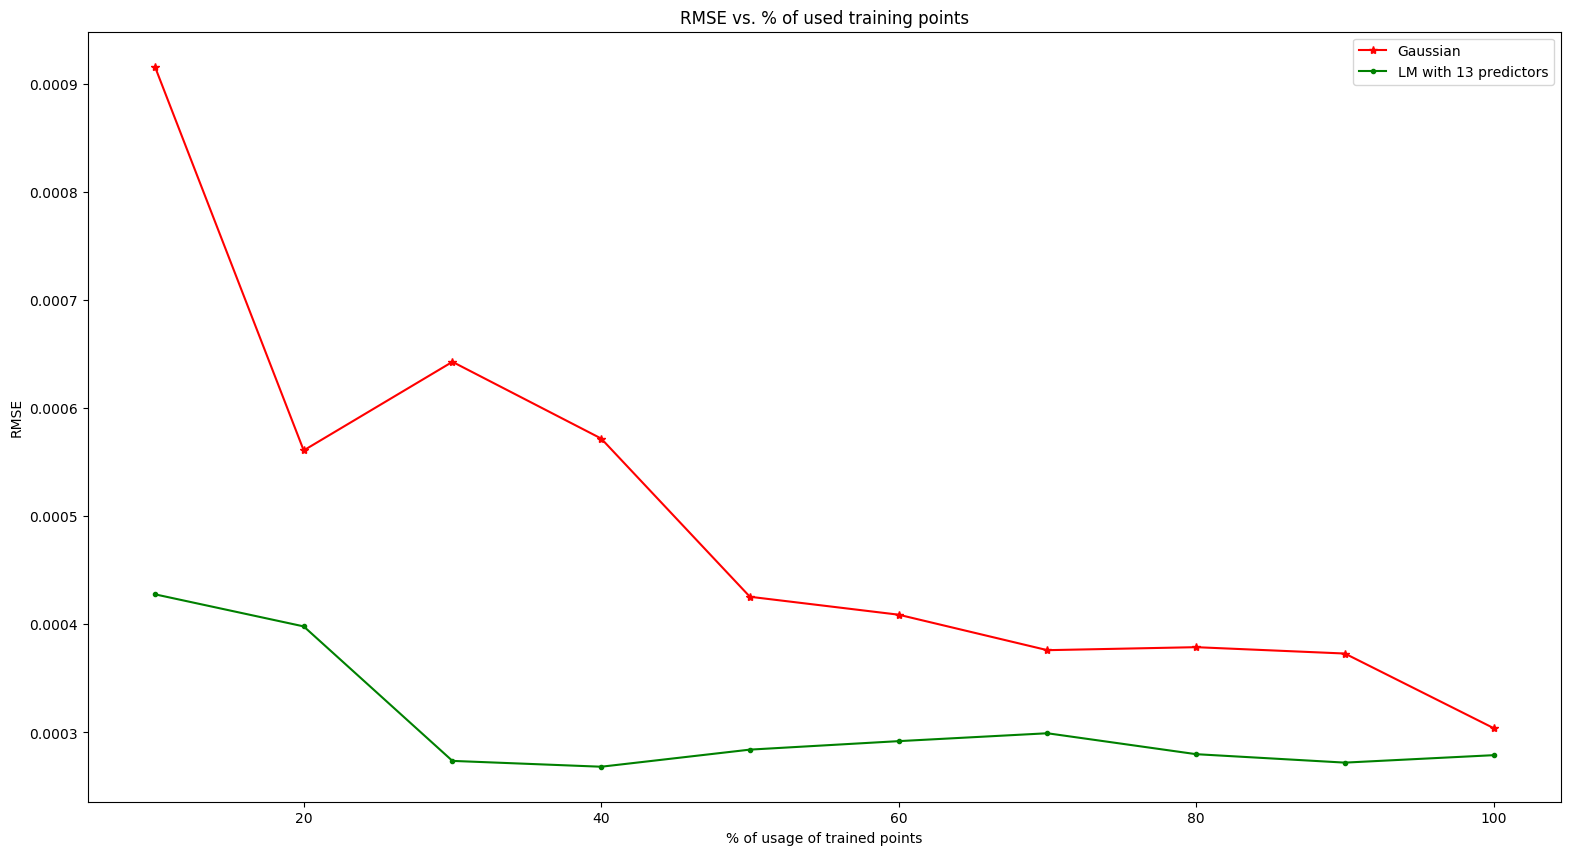 RMSE vs. % of used training points
Gaussian
LM with 13 predictors
0.0009
0.0008
0.0007
0.0006
0.0005
0.0004
0.0003
RMSE
20
40
60
80
100
% of usage of trained points